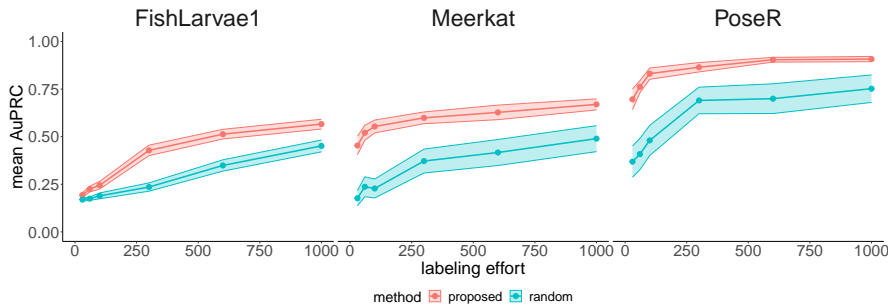 FishLarvae1 Meerkat PoseR
mean AuPRC
1.00
0.75
0.50
0.25
0.00
0 250 500 750 1000 0 250 500 750 1000 0 250 500 750 1000
labeling effort
method proposed random